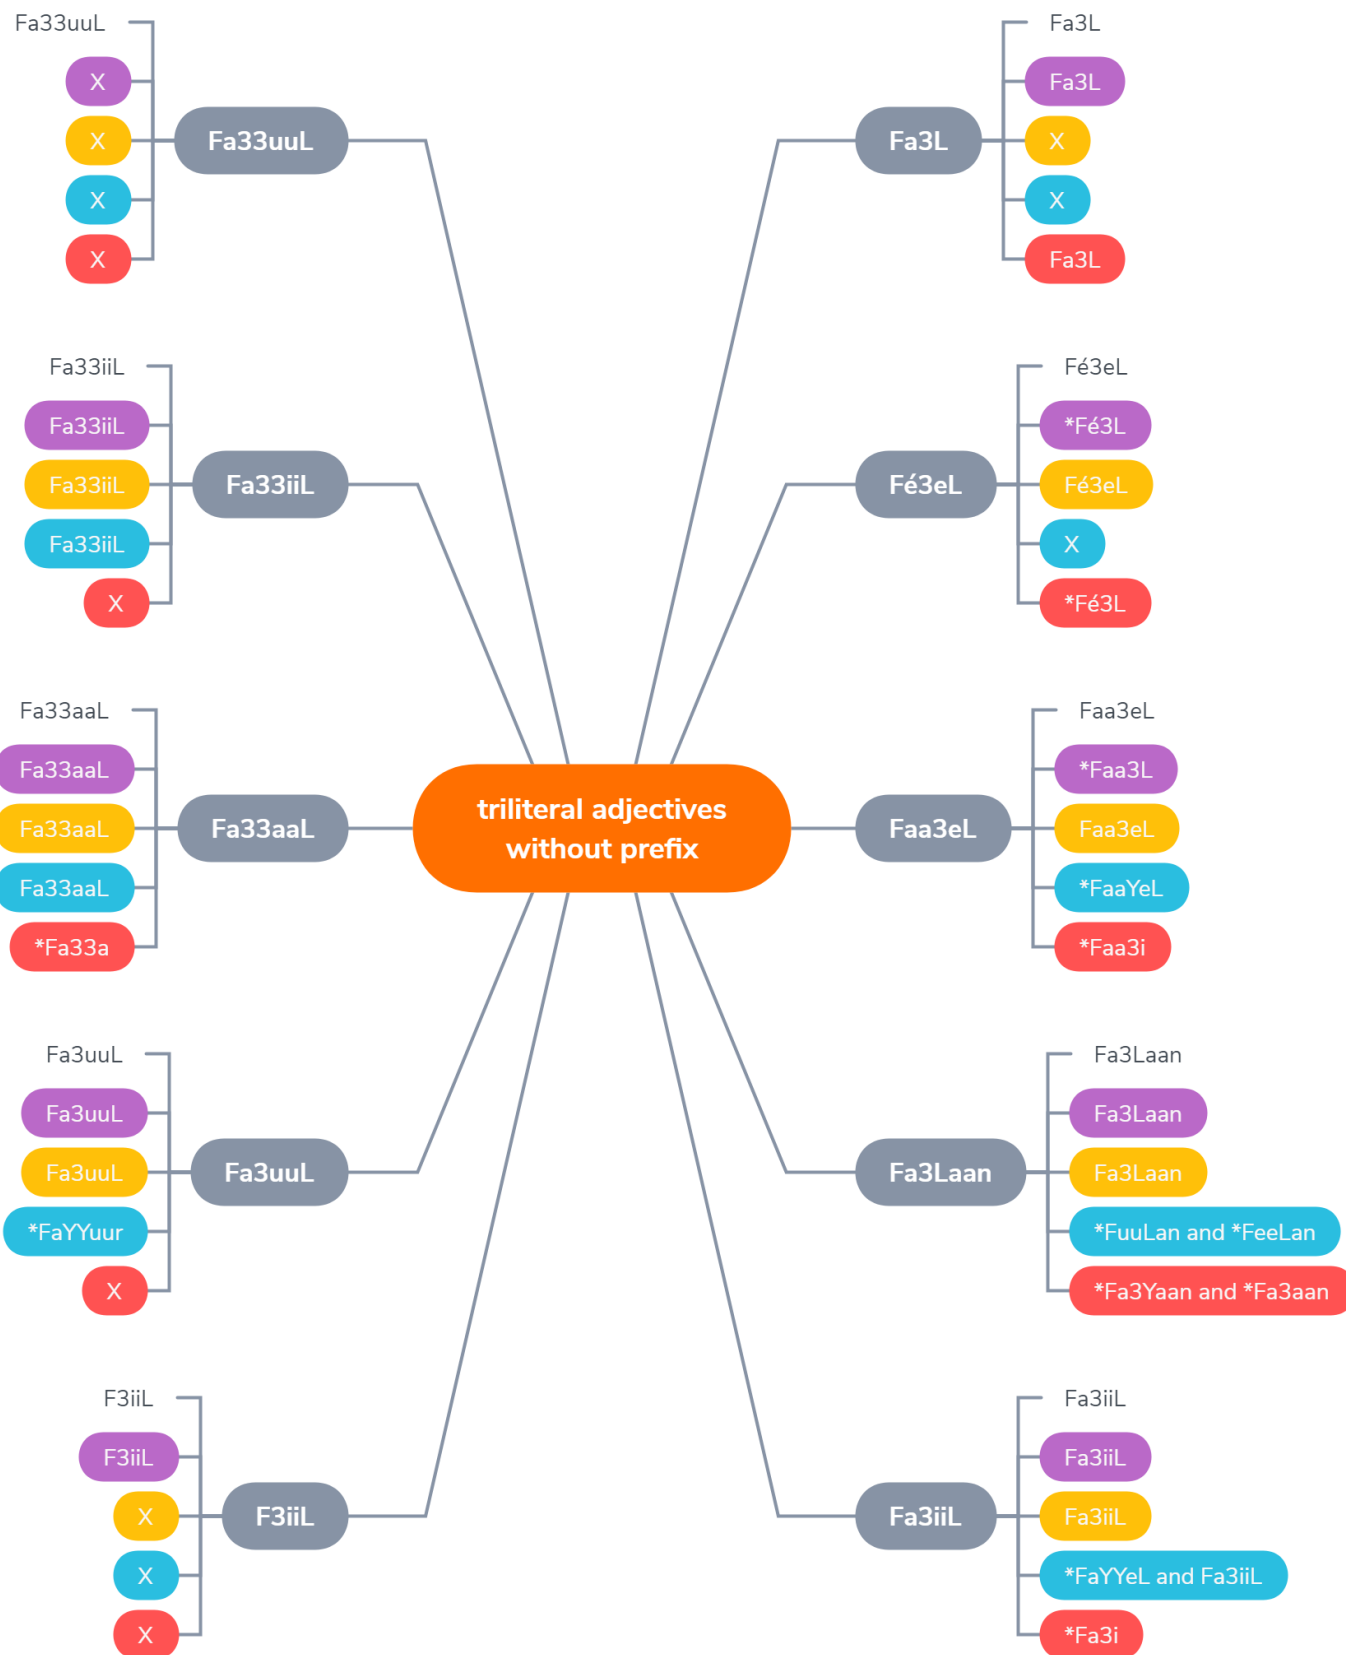 triliteral adjectives
without prefix
Fa3L
Fa3L
Fa3L
X
X
Fa3L
Fé3eL
Fé3eL
*Fé3L
Fé3eL
X
*Fé3L
Faa3eL
Faa3eL
*Faa3L
Faa3eL
*FaaYeL
*Faa3i
Fa3Laan
Fa3Laan
Fa3Laan
Fa3Laan
*FuuLan and *FeeLan
*Fa3Yaan and *Fa3aan
Fa3iiL
Fa3iiL
Fa3iiL
Fa3iiL
*FaYYeL and Fa3iiL
*Fa3i
Fa33uuL
Fa33uuL
X
X
X
X
Fa33iiL
Fa33iiL
Fa33iiL
Fa33iiL
Fa33iiL
X
Fa33aaL
Fa33aaL
Fa33aaL
Fa33aaL
Fa33aaL
*Fa33a
Fa3uuL
Fa3uuL
Fa3uuL
Fa3uuL
*FaYYuur
X
F3iiL
F3iiL
F3iiL
X
X
X